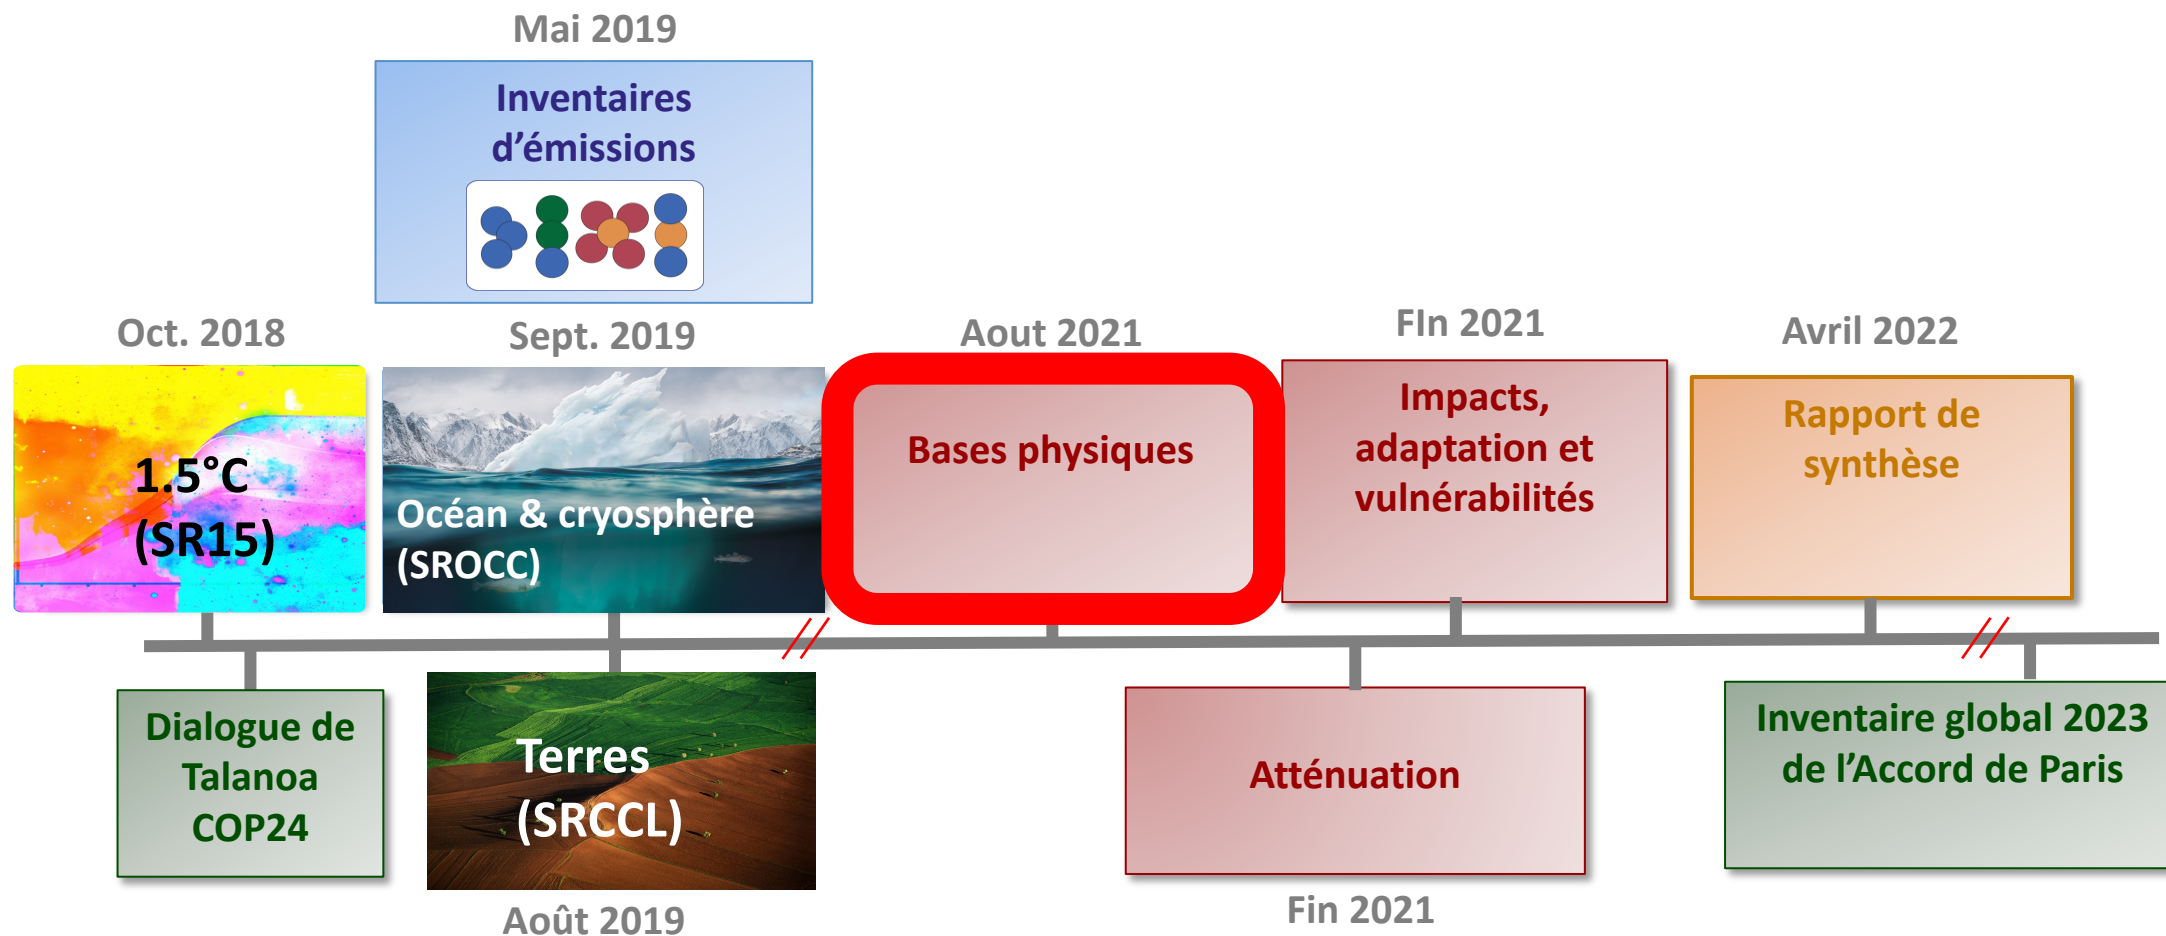 Mai 2019
Inventaires
d’émissions
Oct. 2018
1.5°C
(SR15)
Sept. 2019
Océan & cryosphère
(SROCC)
Aout 2021
Bases physiques
FIn 2021
Impacts,
adaptation et
vulnérabilités
Avril 2022
Rapport de
synthèse
Dialogue de
Talanoa
COP24
Terres
(SRCCL)
Août 2019
Atténuation
Fin 2021
Inventaire global 2023
de l’Accord de Paris